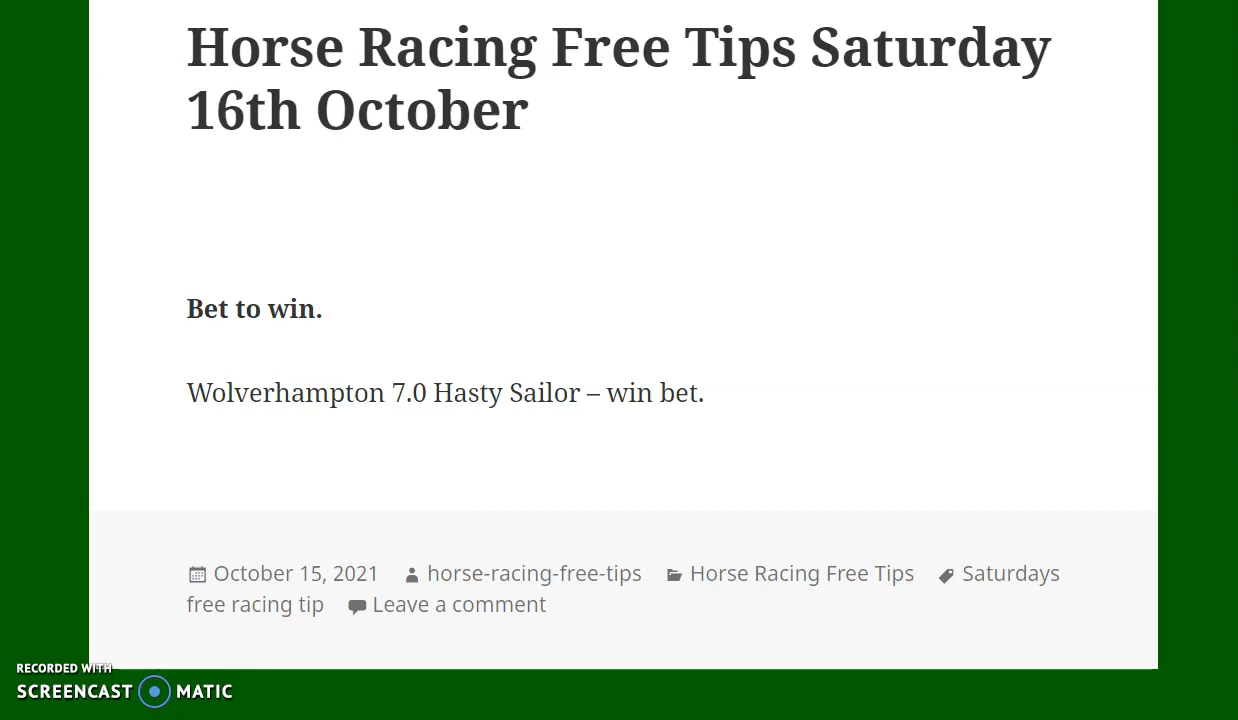 Horse Racing Free Tips Saturday
16th October
Bet to win.
Wolverhampton 7.0 Hasty Sailor – win bet.
October 15, 2021 horse-racing-free-tips Horse Racing Free Tips Saturdays
free racing tip Leave a comment
RECORDED WITH
SCREENCAST MATIC